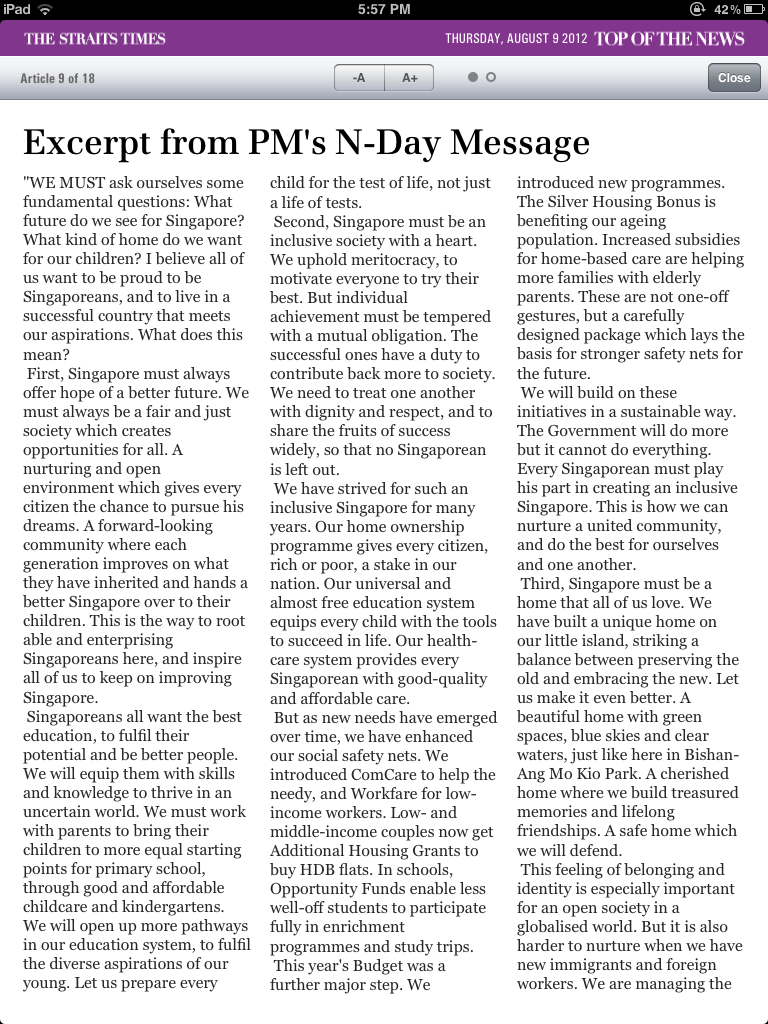 iPad 5:57 PM 42%
THE STRAITS TIMES THURSDAY, AUGUST 9 2012 TOP OF THE NEWS
Article 9 of 18 -A A+ Close
Excerpt from PM's N-Day Message
"WE MUST ask ourselves some
fundamental questions: What
future do we see for Singapore?
What kind of home do we want
for our children? I believe all of
us want to be proud to be
Singaporeans, and to live in a
successful country that meets
our aspirations. What does this
mean?
First, Singapore must always
offer hope of a better future. We
must always be a fair and just
society which creates
opportunities for all. A
nurturing and open
environment which gives every
citizen the chance to pursue his
dreams. A forward-looking
community where each
generation improves on what
they have inherited and hands a
better Singapore over to their
children. This is the way to root
able and enterprising
Singaporeans here, and inspire
all of us to keep on improving
Singapore.
Singaporeans all want the best
education, to fulfil their
potential and be better people.
We will equip them with skills
and knowledge to thrive in an
uncertain world. We must work
with parents to bring their
children to more equal starting
points for primary school,
through good and affordable
childcare and kindergartens.
We will open up more pathways
in our education system, to fulfil
the diverse aspirations of our
young. Let us prepare every
child for the test of life, not just
a life of tests.
Second, Singapore must be an
inclusive society with a heart.
We uphold meritocracy, to
motivate everyone to try their
best. But individual
achievement must be tempered
with a mutual obligation. The
successful ones have a duty to
contribute back more to society.
We need to treat one another
with dignity and respect, and to
share the fruits of success
widely, so that no Singaporean
is left out.
We have strived for such an
inclusive Singapore for many
years. Our home ownership
programme gives every citizen,
rich or poor, a stake in our
nation. Our universal and
almost free education system
equips every child with the tools
to succeed in life. Our health-
care system provides every
Singaporean with good-quality
and affordable care.
But as new needs have emerged
over time, we have enhanced
our social safety nets. We
introduced ComCare to help the
needy, and Workfare for low-
income workers. Low- and
middle-income couples now get
Additional Housing Grants to
buy HDB flats. In schools,
Opportunity Funds enable less
well-off students to participate
fully in enrichment
programmes and study trips.
This year's Budget was a
further major step. We
introduced new programmes.
The Silver Housing Bonus is
benefiting our ageing
population. Increased subsidies
for home-based care are helping
more families with elderly
parents. These are not one-off
gestures, but a carefully
designed package which lays the
basis for stronger safety nets for
the future.
We will build on these
initiatives in a sustainable way.
The Government will do more
but it cannot do everything.
Every Singaporean must play
his part in creating an inclusive
Singapore. This is how we can
nurture a united community,
and do the best for ourselves
and one another.
Third, Singapore must be a
home that all of us love. We
have built a unique home on
our little island, striking a
balance between preserving the
old and embracing the new. Let
us make it even better. A
beautiful home with green
spaces, blue skies and clear
waters, just like here in Bishan-
Ang Mo Kio Park. A cherished
home where we build treasured
memories and lifelong
friendships. A safe home which
we will defend.
This feeling of belonging and
identity is especially important
for an open society in a
globalised world. But it is also
harder to nurture when we have
new immigrants and foreign
workers. We are managing the